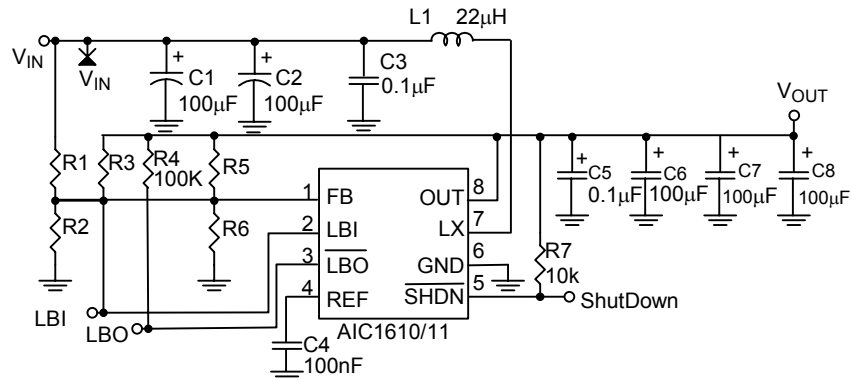 L1 22μH
VIN
VIN
C1
100μF
+
C2
100μF
+
C3
0.1μF
VOUT
R1
R3
R4
100K
R5
R2
R6
1 FB
2 LBI
3 LBO
4 REF
OUT 8
LX 7
GND 6
SHDN 5
AIC1610/11
+
C5
0.1μF
+
C6
100μF
+
C7
100μF
+
C8
100μF
R7
10k
ShutDown
LBI
LBO
C4
100nF